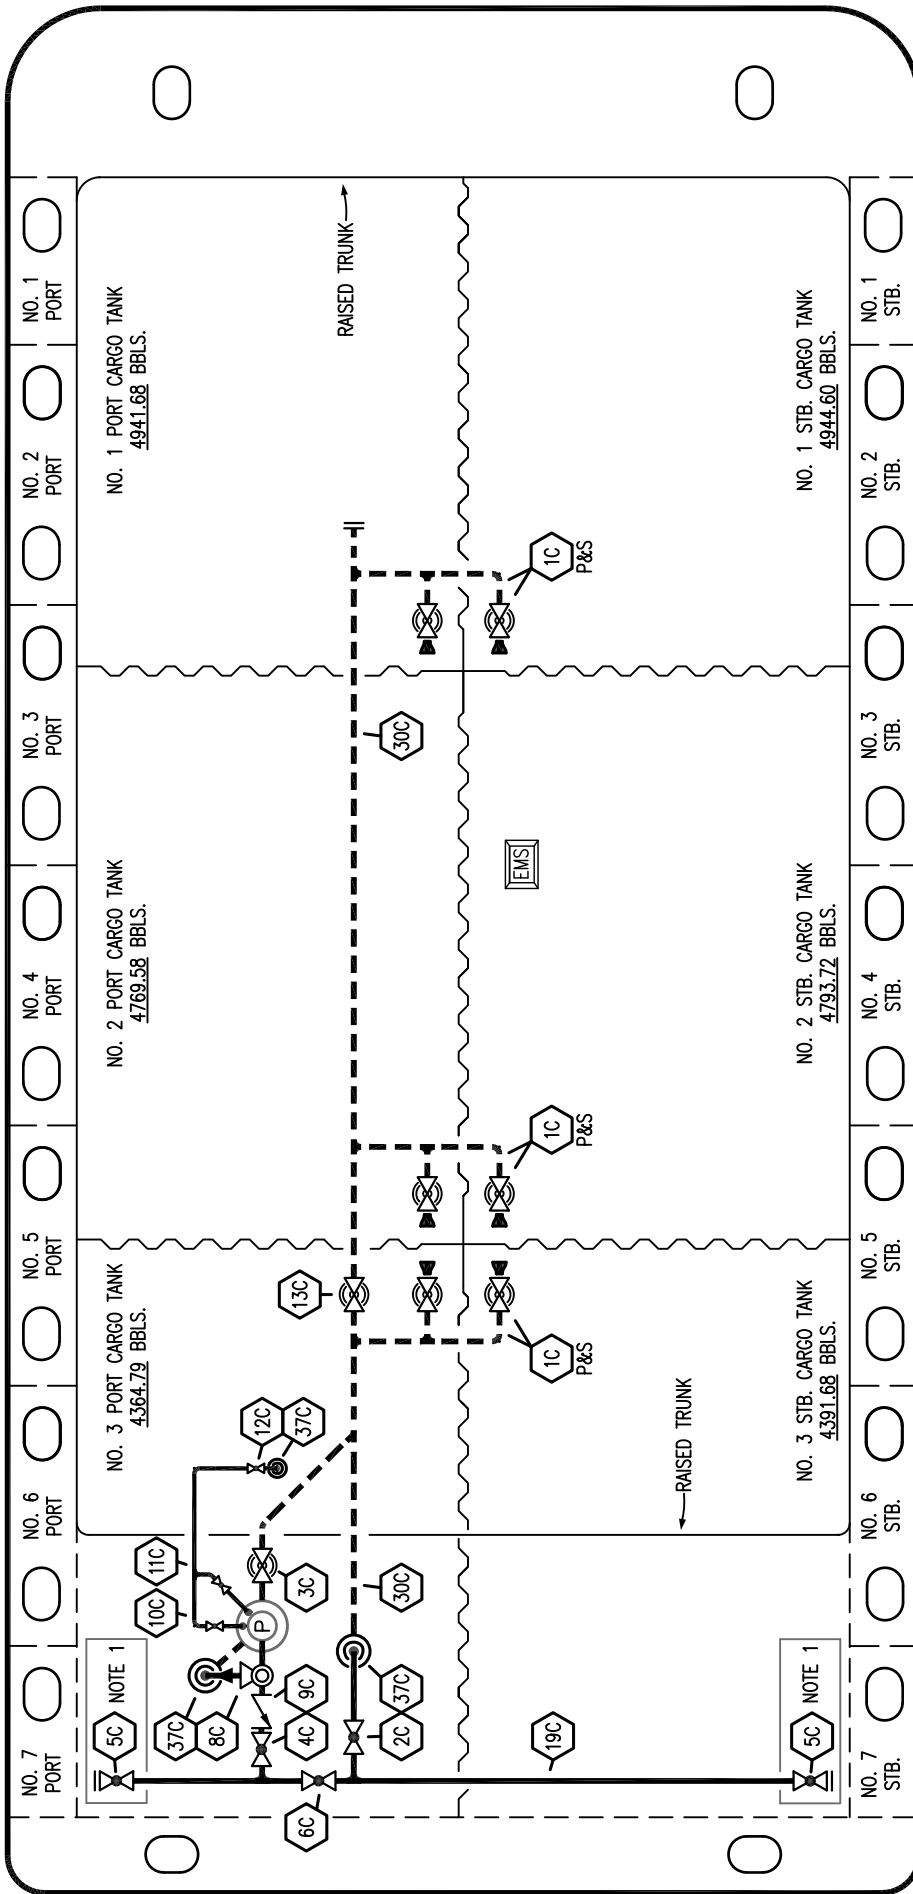 NO. 7
PORT
NO. 6
PORT
NO. 5
PORT
NO. 4
PORT
NO. 3
PORT
NO. 2
PORT
NO. 1
PORT
5C
NOTE 1
NO. 3 PORT CARGO TANK
4364.79 BBLS.
NO. 2 PORT CARGO TANK
4769.58 BBLS.
NO. 1 PORT CARGO TANK
4941.68 BBLS.
10C
11C
37C
8C
P
12C
37C
9C
4C
3C
13C
6C
2C
37C
30C
30C
RAISED TRUNK
1C
P&S
1C
P&S
1C
P&S
EMS
19C
RAISED TRUNK
5C
NOTE 1
NO. 3 STB. CARGO TANK
4391.68 BBLS.
NO. 2 STB. CARGO TANK
4793.72 BBLS.
NO. 1 STB. CARGO TANK
4944.60 BBLS.
NO. 7
STB.
NO. 6
STB.
NO. 5
STB.
NO. 4
STB.
NO. 3
STB.
NO. 2
STB.
NO. 1
STB.